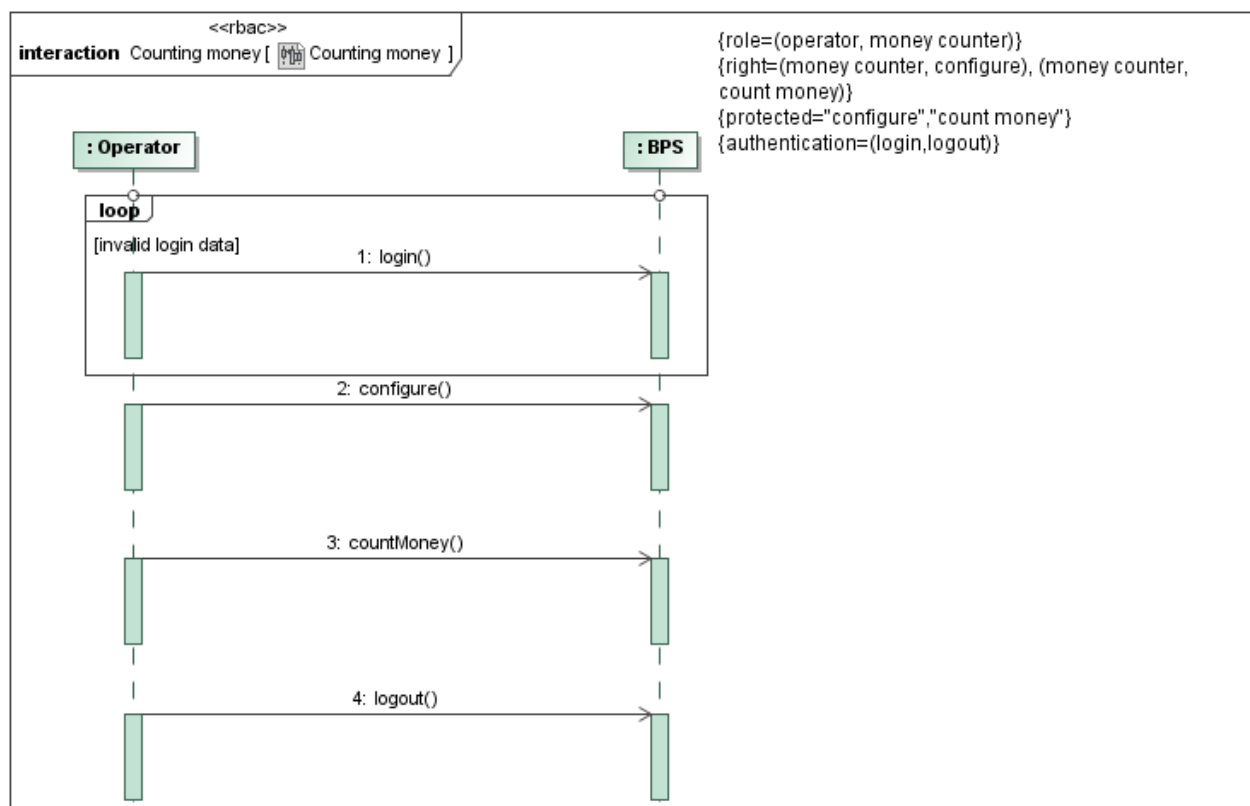 <<rbac>>
interaction Counting money [ Counting money ]
{role=(operator, money counter)}
{right=(money counter, configure), (money counter,
count money)}
{protected="configure","count money"}
{authentication=(login,logout)}
: Operator
: BPS
loop
[invalid login data]
1: login()
2: configure()
3: countMoney()
4: logout()